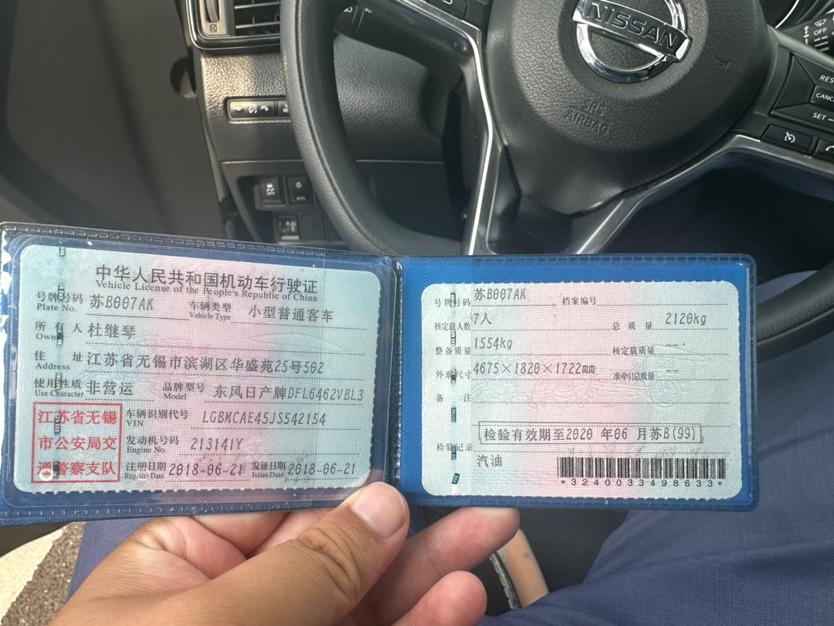 NISSAN
SRS
AIRBAG
OFF
CANC
SET
中华人民共和国机动车行驶证
Vehicle License of the People's Republic of China
号牌号码 苏B007AK 车辆类型 小型普通客车
Plate No. Vehicle Type
所有人 杜继琴
Owner
住址 江苏省无锡市滨湖区华盛苑25号502
Address
使用性质 非营运 品牌型号 东风日产牌DFL6462VBL3
Use Character Model
江苏省无锡
市公安局交
通警察支队
车辆识别代号 LGBMCAE45JS542154
VIN
发动机号码 213141Y
Engine No.
注册日期 2018-06-21 发证日期 2018-06-21
Register Date Issue Date
号牌号码 苏B007AK 档案编号
核定载人数 7人 总质量 2120kg
整备质量 1554kg 核定载质量 --
外廓尺寸 4675×1820×1722mm 准牵引总质量 --
备注
检验有效期至2020 年06 月苏B(99)
检验记录
汽油
*3240033498633*